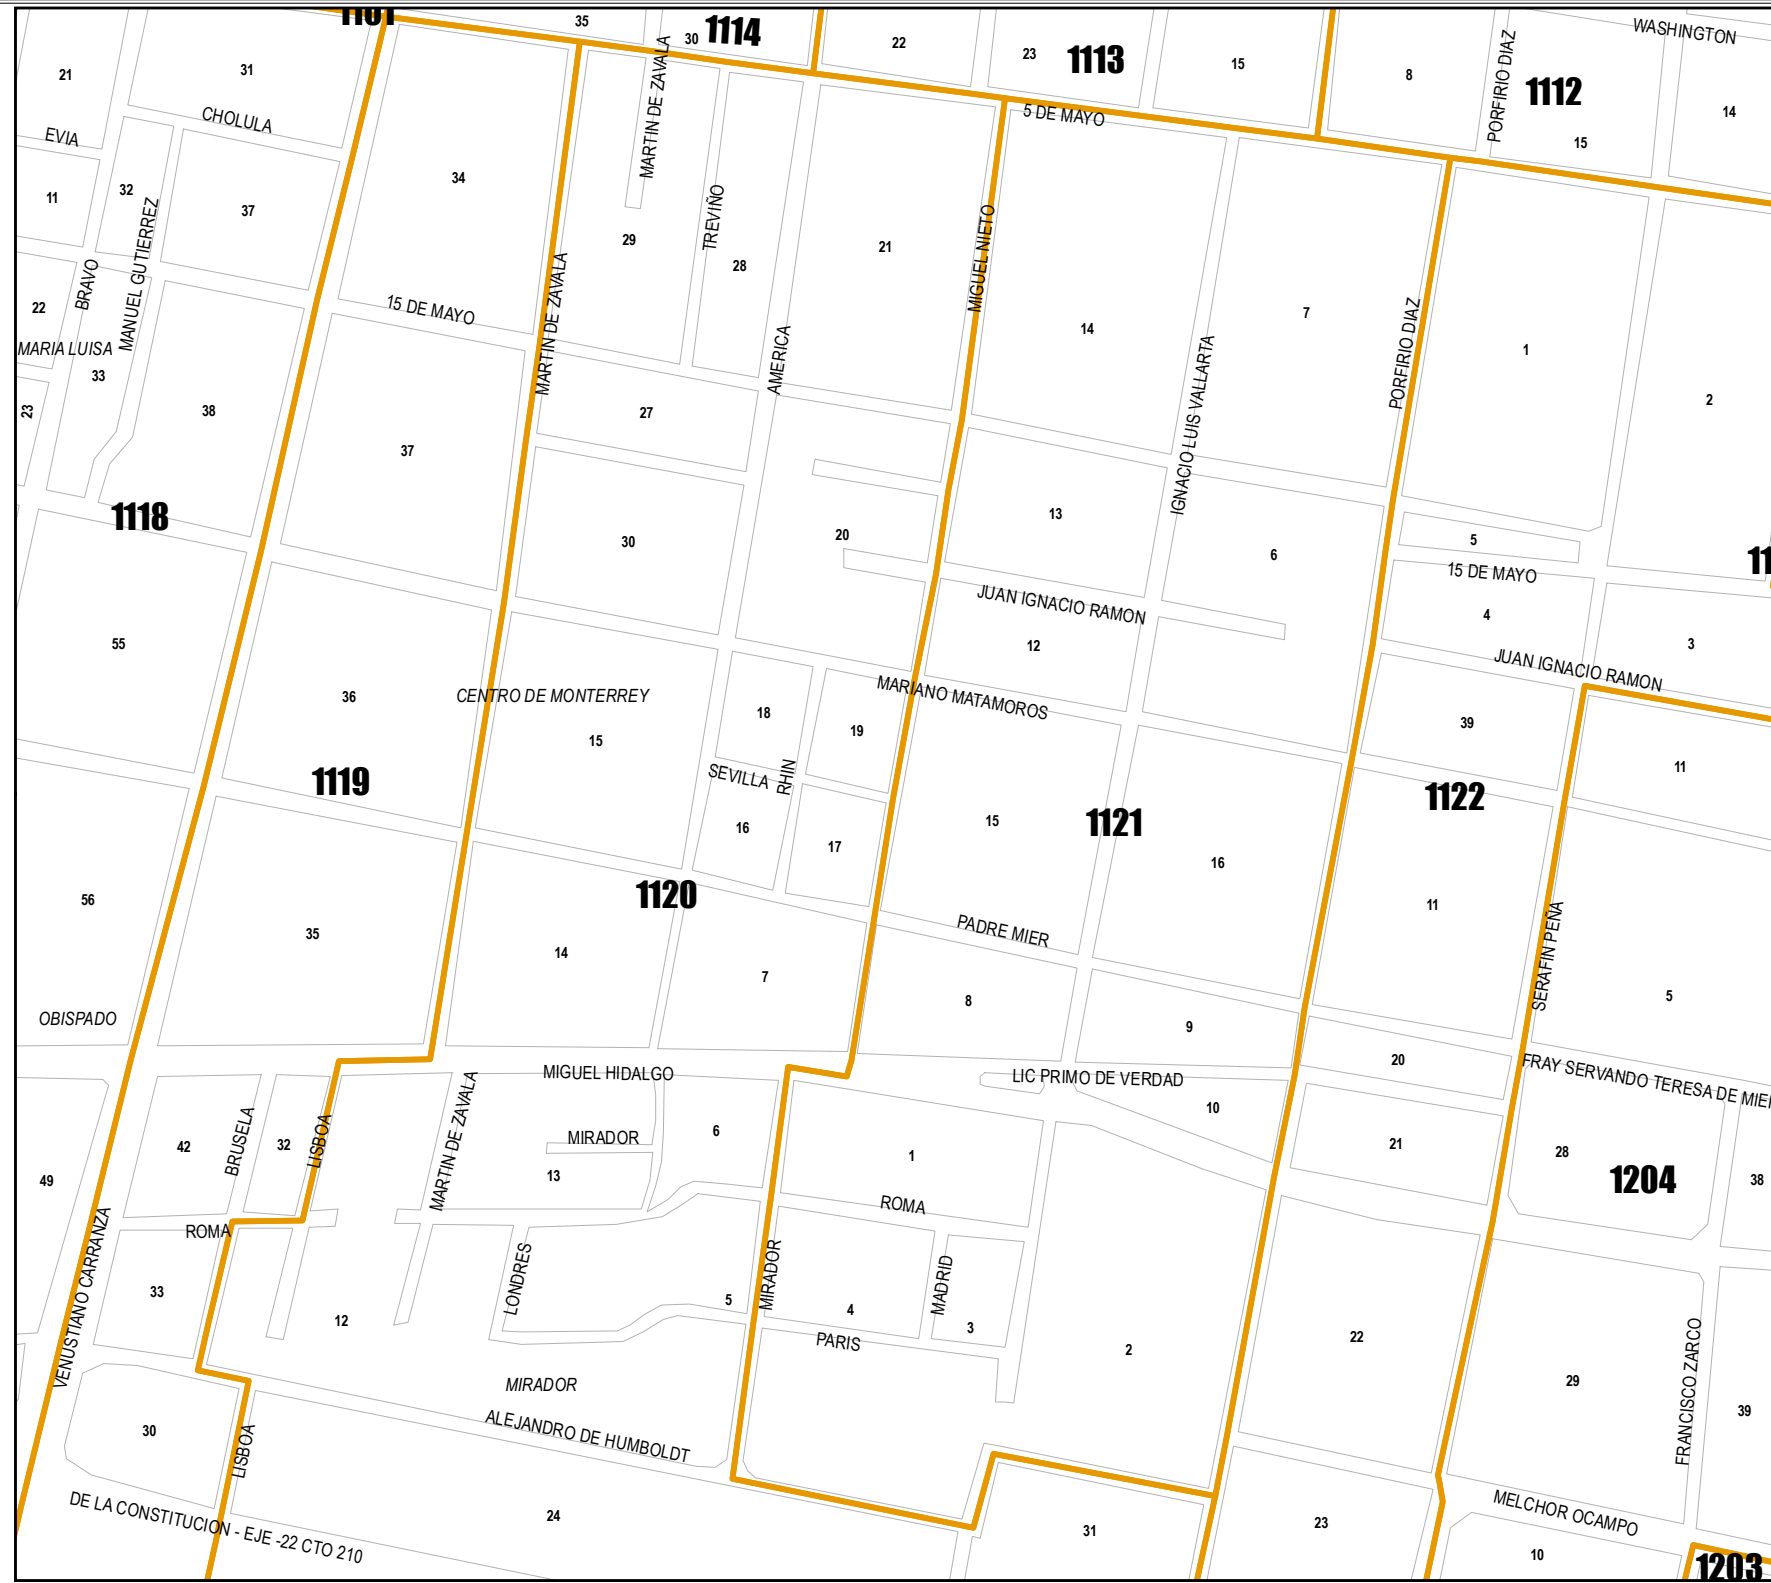 1101
35
30
1114
22
23
1113
15
8
PORFIRIO DIAZ
1112
WASHINGTON
14
15
21
31
CHOLULA
EVIA
11
32
37
MANUEL GUTIERREZ
BRAVO
22
MARIA LUISA
33
23
38
1118
34
15 DE MAYO
37
MARTIN DE ZAVALA
MARTIN DE ZAVALA
29
TREVIÑO
28
AMERICA
21
27
30
20
5 DE MAYO
MIGUEL NIETO
14
IGNACIO LUIS VALLARTA
7
PORFIRIO DIAZ
1
2
13
6
5
15 DE MAYO
4
3
JUAN IGNACIO RAMON
12
JUAN IGNACIO RAMON
MARIANO MATAMOROS
55
36
CENTRO DE MONTERREY
15
18
19
SEVILLA
RHIN
16
17
1119
39
11
1122
15
1121
16
11
SERAFIN PEÑA
5
56
35
1120
14
7
PADRE MIER
8
9
20
OBISPADO
MIGUEL HIDALGO
LIC PRIMO DE VERDAD
10
FRAY SERVANDO TERESA DE MIER
49
42
BRUSELA
32
LISBOA
MARTIN DE ZAVALA
MIRADOR
13
6
1
21
28
1204
38
ROMA
ROMA
VENUSTIANO CARRANZA
33
12
LONDRES
5
MIRADOR
4
MADRID
3
PARIS
2
22
29
FRANCISCO ZARCO
39
MIRADOR
ALEJANDRO DE HUMBOLDT
30
LISBOA
DE LA CONSTITUCION - EJE -22 CTO 210
24
31
23
MELCHOR OCAMPO
10
1203